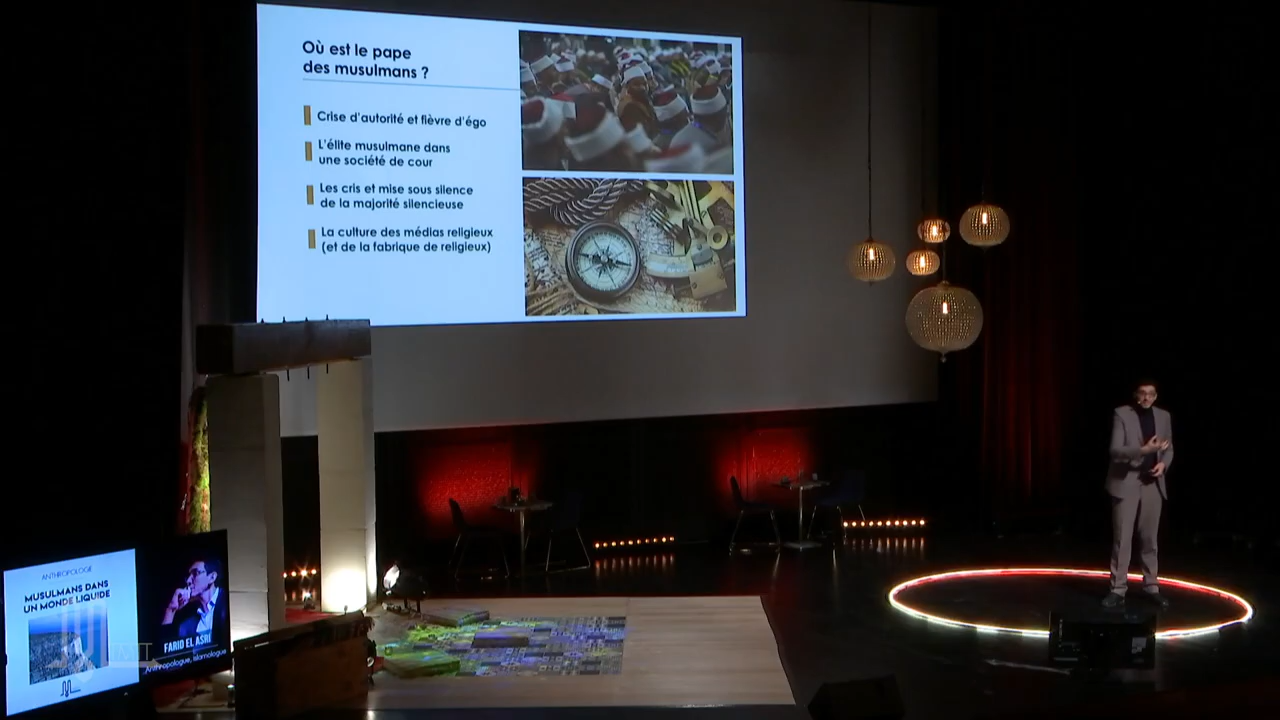 Où est le pape
des musulmans ?
Crise d'autorité et fièvre d'égo
L'élite musulmane dans
une société de cour
Les cris et mise sous silence
de la majorité silencieuse
La culture des médias religieux
(et de la fabrique de religieux)
ANTHROPOLOGIE
MUSULMANS DANS
UN MONDE LIQUIDE
FARID EL ASRI
Anthropologue, islamologue